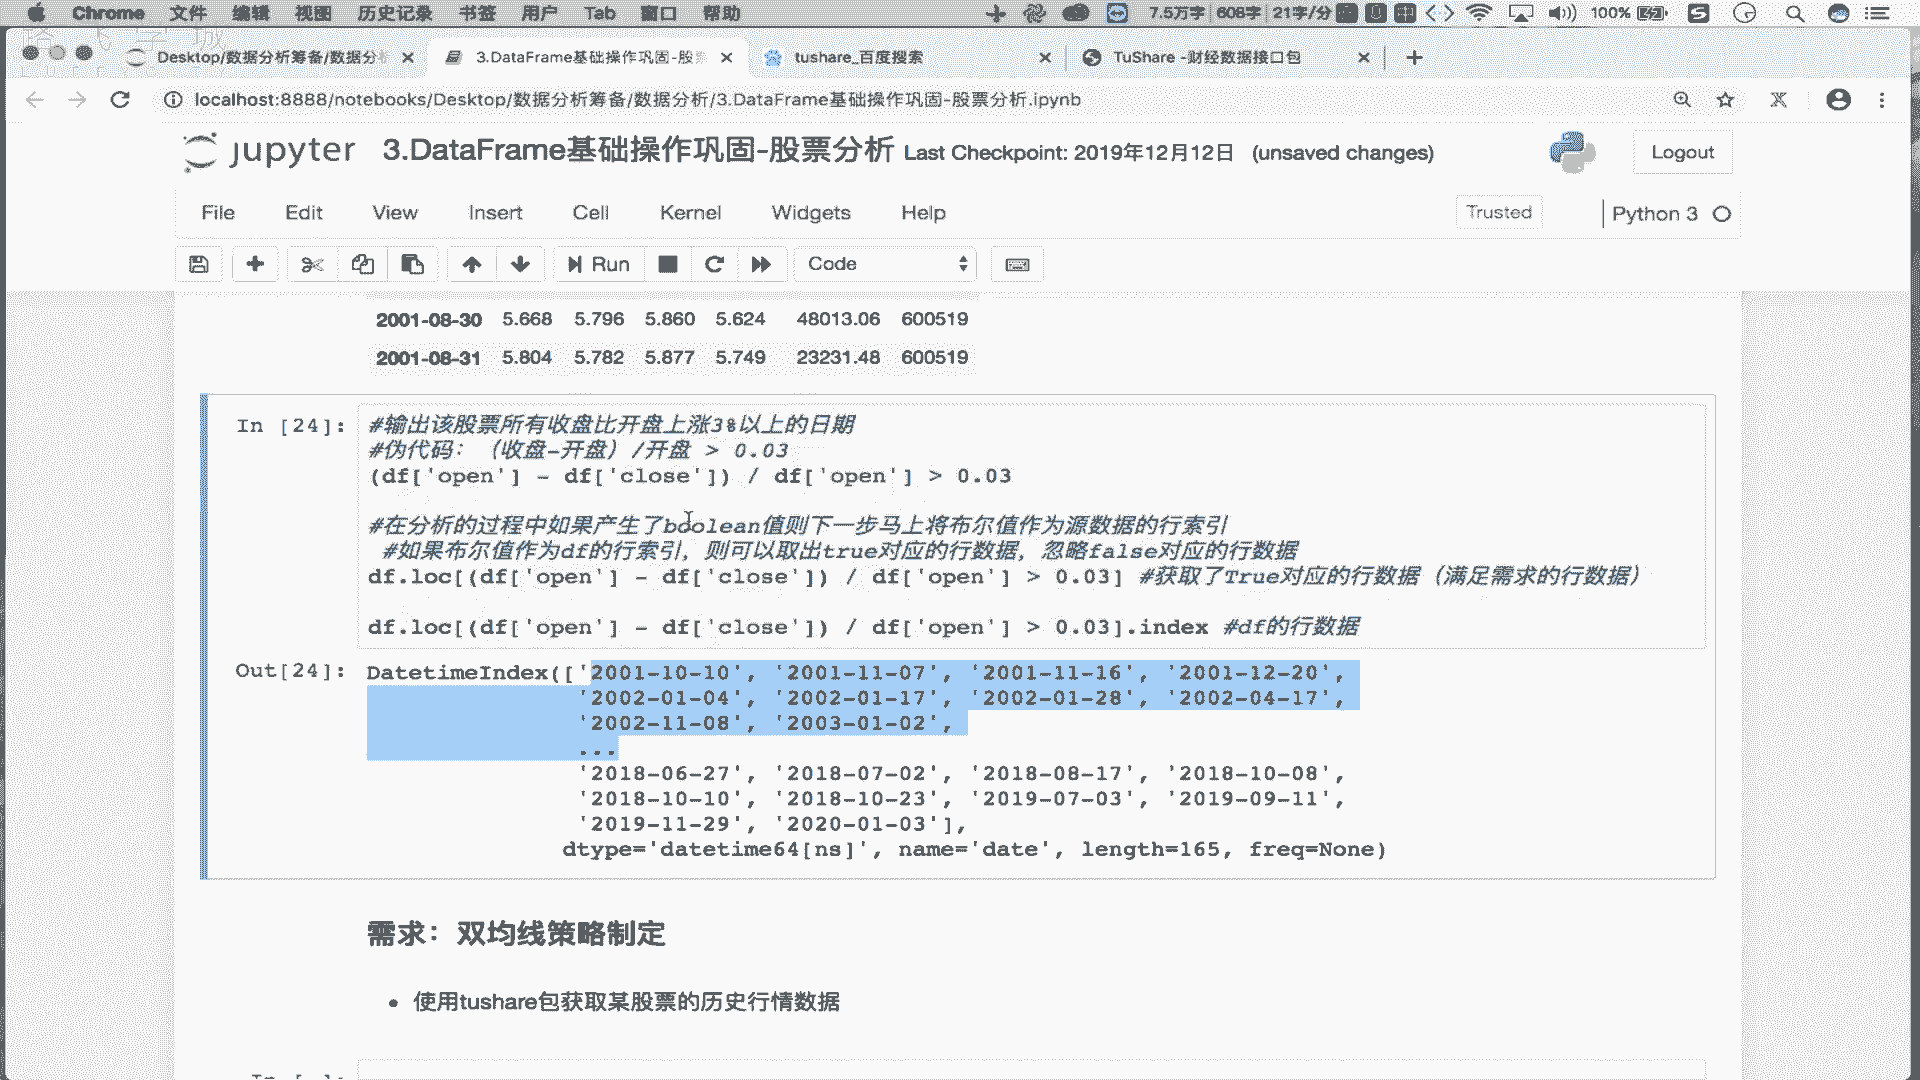 Chrome 文件 编辑 视图 历史记录 书签 用户 Tab 窗口 帮助 7.5万字 608字 21字/分 100%
Desktop/数据分析筹备/数据分析
3.DataFrame基础操作巩固-股票
tushare_百度搜索
TuShare -财经数据接口包
localhost:8888/notebooks/Desktop/数据分析筹备/数据分析/3.DataFrame基础操作巩固-股票分析.ipynb
jupyter 3.DataFrame基础操作巩固-股票分析 Last Checkpoint: 2019年12月12日 (unsaved changes)
Logout
File Edit View Insert Cell Kernel Widgets Help
Trusted
Python 3
Run
Code
2001-08-30 5.668 5.796 5.860 5.624 48013.06 600519
2001-08-31 5.804 5.782 5.877 5.749 23231.48 600519
In [24]:
#输出该股票所有收盘比开盘上涨3%以上的日期
#伪代码：（收盘-开盘）/开盘 > 0.03
(df['open'] - df['close']) / df['open'] > 0.03
#在分析的过程中如果产生了boolean值则下一步马上将布尔值作为源数据的行索引
#如果布尔值作为df的行索引，则可以取出true对应的行数据，忽略false对应的行数据
df.loc[(df['open'] - df['close']) / df['open'] > 0.03] #获取了True对应的行数据（满足需求的行数据）
df.loc[(df['open'] - df['close']) / df['open'] > 0.03].index #df的行数据
Out[24]:
DatetimeIndex(['2001-10-10', '2001-11-07', '2001-11-16', '2001-12-20',
'2002-01-04', '2002-01-17', '2002-01-28', '2002-04-17',
'2002-11-08', '2003-01-02',
...
'2018-06-27', '2018-07-02', '2018-08-17', '2018-10-08',
'2018-10-10', '2018-10-23', '2019-07-03', '2019-09-11',
'2019-11-29', '2020-01-03'],
dtype='datetime64[ns]', name='date', length=165, freq=None)
需求：双均线策略制定
• 使用tushare包获取某股票的历史行情数据